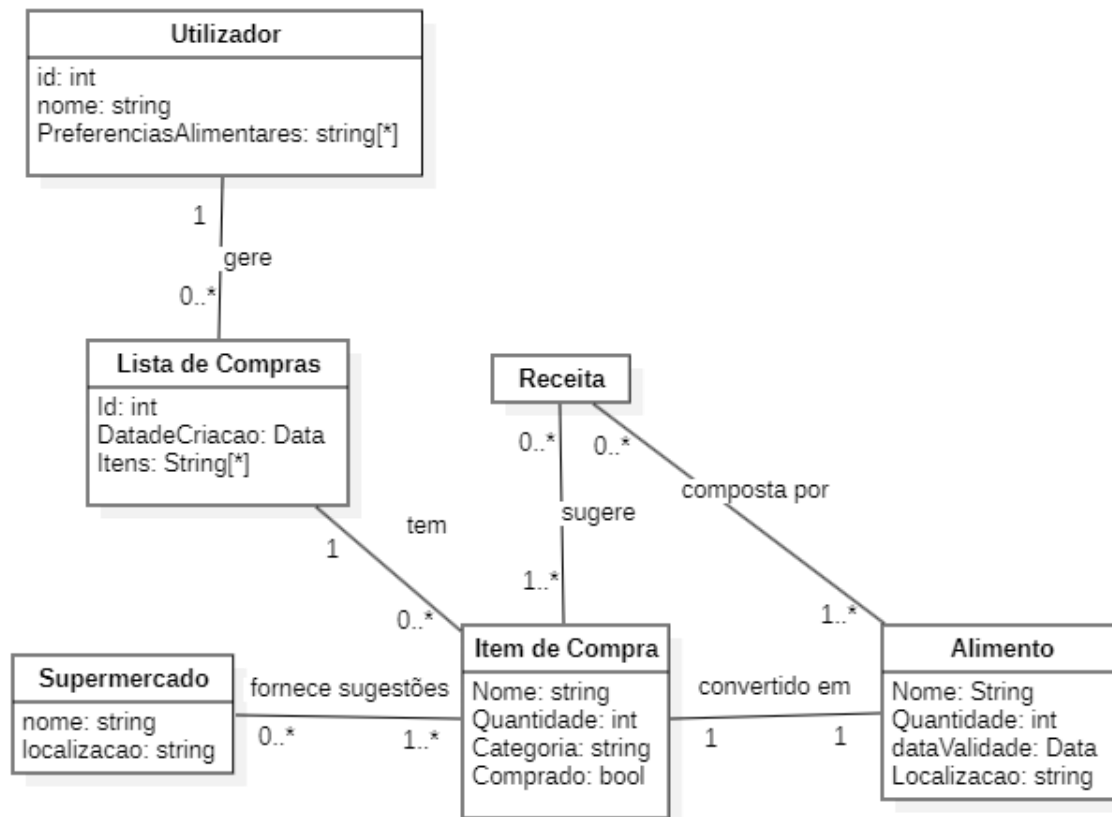 Utilizador
id: int
nome: string
PreferenciasAlimentares: string[*]
1
gere
0..*
Lista de Compras
Id: int
DatadeCriacao: Data
Itens: String[*]
Receita
0..*
0..*
composta por
sugere
tem
1
1..*
0..*
1..*
Supermercado
nome: string
localizacao: string
fornece sugestões
0..*
1..*
Item de Compra
Nome: string
Quantidade: int
Categoria: string
Comprado: bool
convertido em
1
1
Alimento
Nome: String
Quantidade: int
dataValidade: Data
Localizacao: string